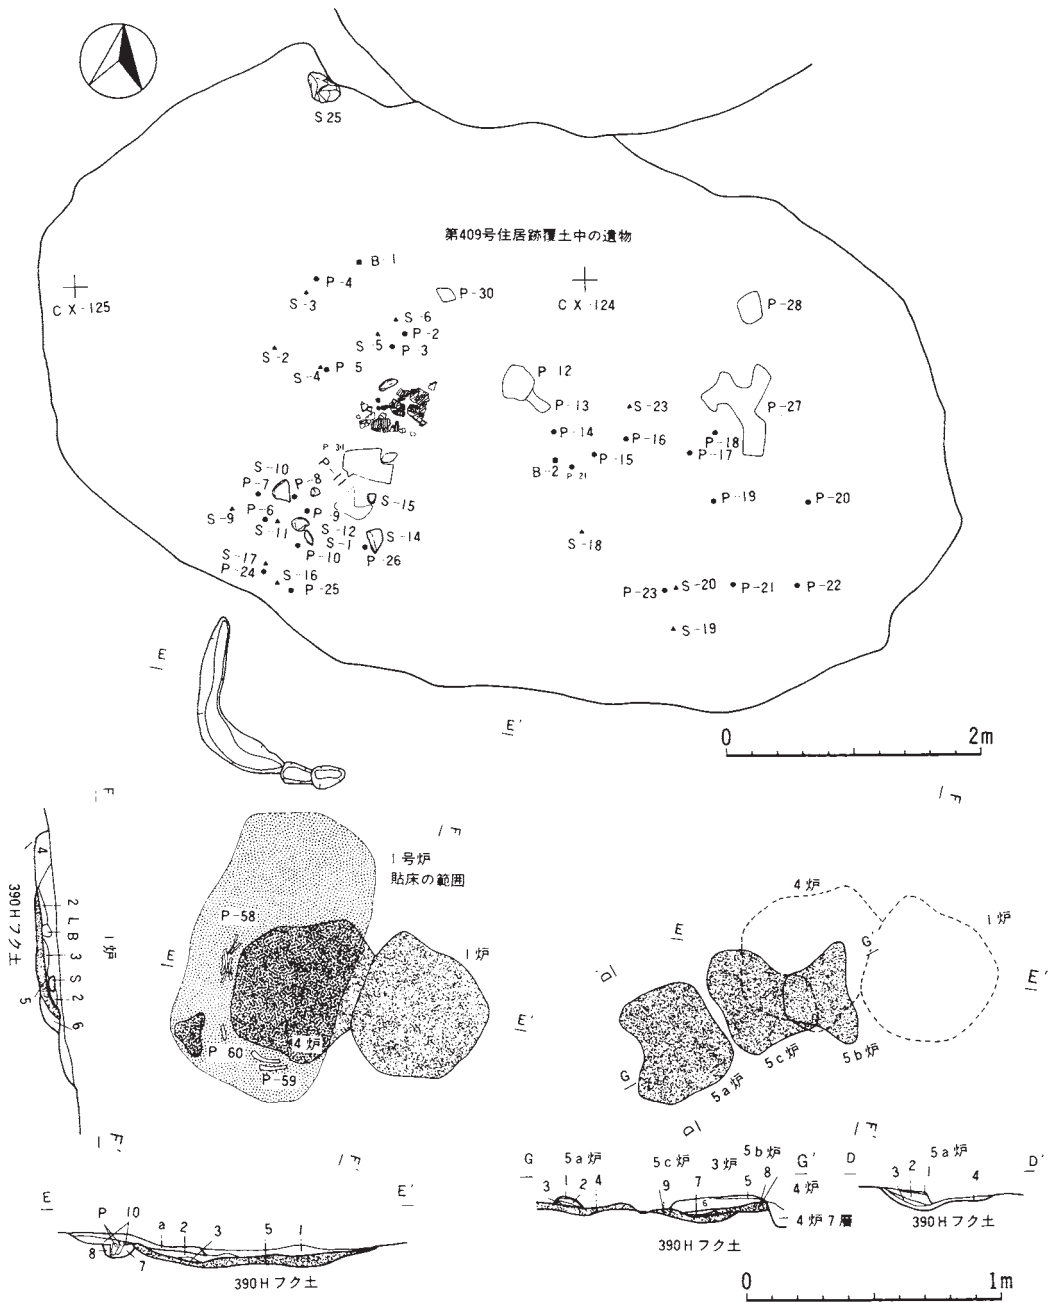 S 25
第409号住居跡覆土中の遺物
B-1
P-4
S-3
CX-125
P-30
CX-124
P-28
S-6
P-2
S-5
P-3
S-2
P-5
S-4
P-12
P-13
S-23
P-27
P-14
P-16
P-18
P-15
P-17
B-2
P-21
P-11
S-10
P-7
P-8
S-15
P-19
P-20
P-6
P-9
S-9
S-11
S-12
S-14
S-1
S-18
P-10
P-26
S-17
P-24
S-16
P-25
P-23
S-20
P-21
P-22
S-19
E
E'
0 2m
F
F
1号炉
貼床の範囲
P-58
1炉
E
E'
4炉
P 60
P-59
4
2
L
B
3
S
2
6
5
1炉
390Hフク土
F'
F'
F
4炉
1炉
G'
E
E'
D'
5c炉
5b炉
5a炉
G
D
F'
E
E'
P 10 a 2 3 5 1
8
7
390Hフク土
G 5a炉 5c炉 3炉 5b炉 G'
3 1 2 4 9 7 5 8 4炉
6
4炉7層
390Hフク土
D 5a炉 D'
3 2 1 4
390Hフク土
0 1m